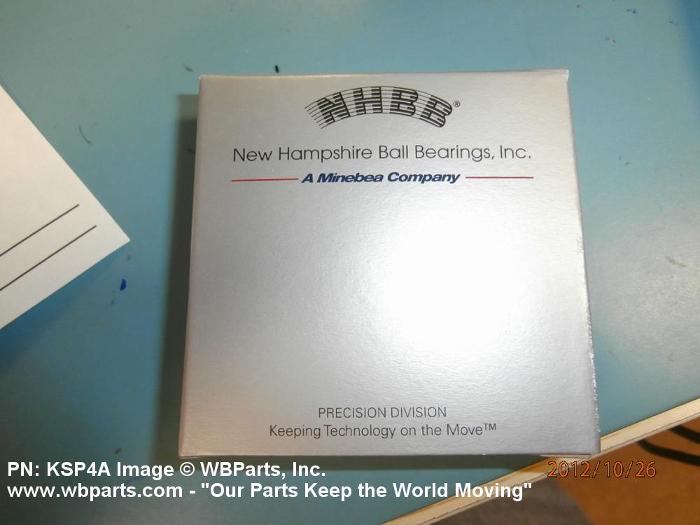 NHBB®
New Hampshire Ball Bearings, Inc.
A Minebea Company
PRECISION DIVISION
Keeping Technology on the Move™
PN: KSP4A Image © WBParts, Inc.
2012/10/26
www.wbparts.com - "Our Parts Keep the World Moving"